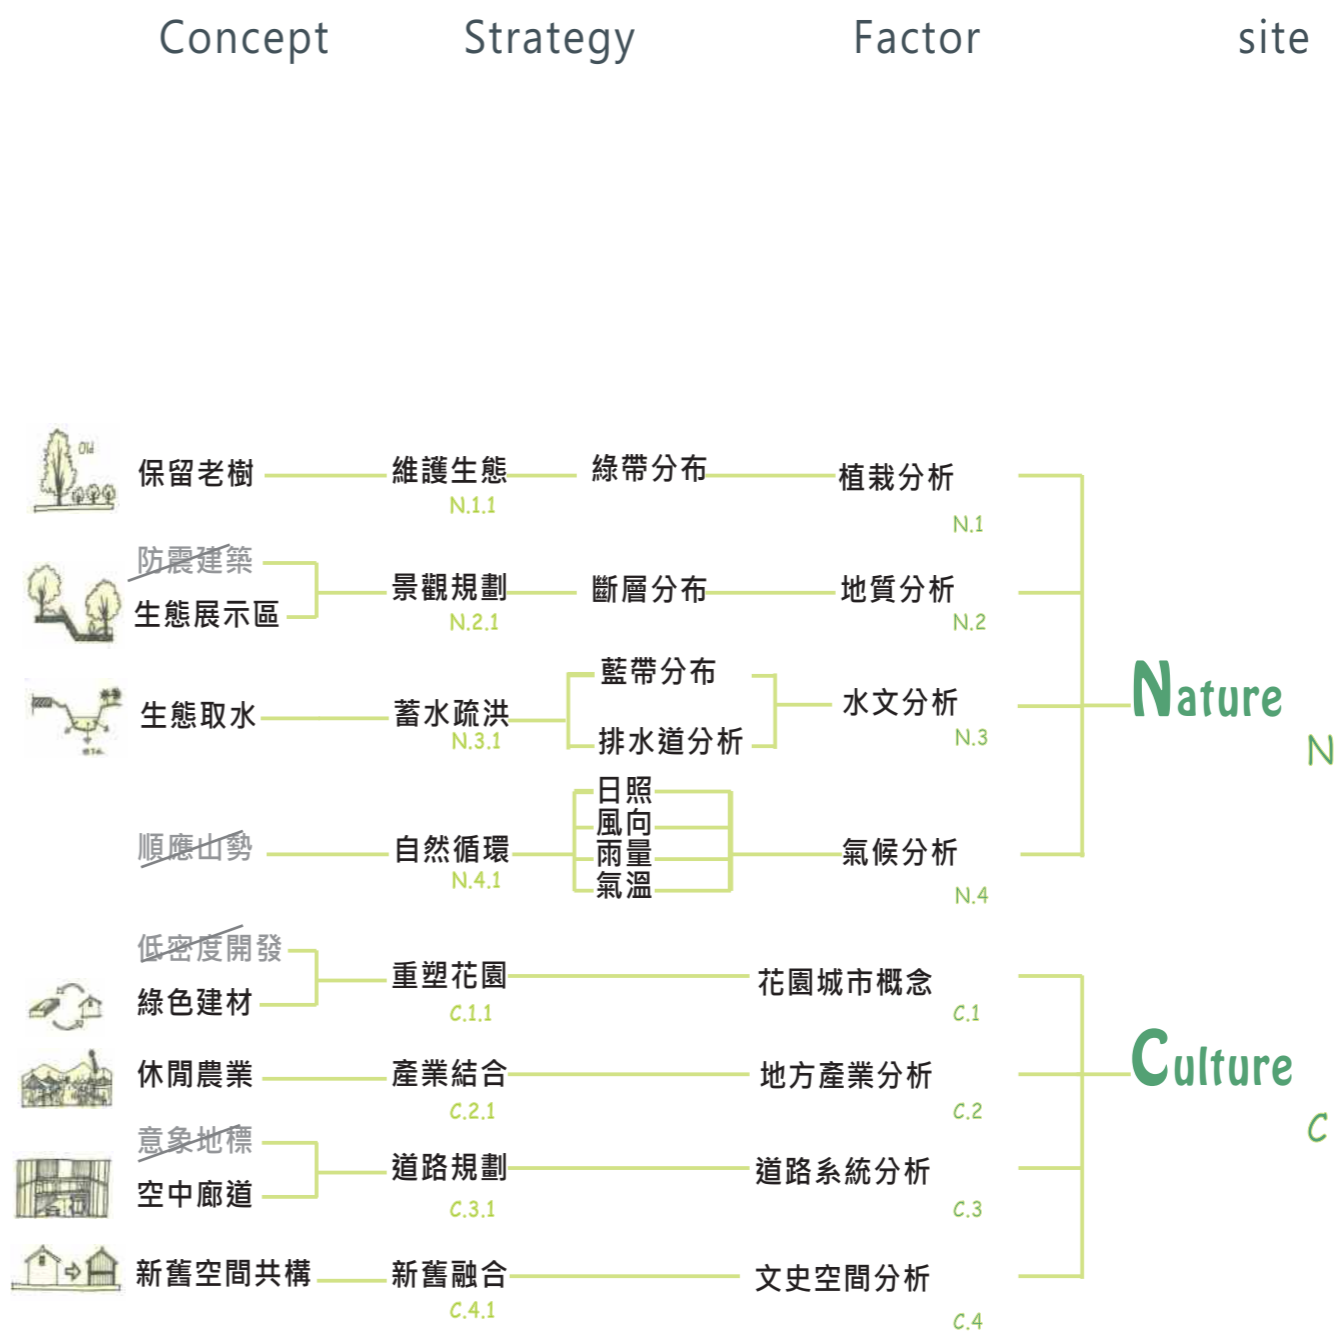 Concept Strategy Factor site
Old
保留老樹 維護生態 綠帶分布 植栽分析
N.1.1 N.1
防震建築
生態展示區 景觀規劃 斷層分布 地質分析
N.2.1 N.2
藍帶分布
生態取水 蓄水疏洪 水文分析 Nature
排水道分析
N.3.1 N.3 N
日照
風向
順應山勢 自然循環 雨量 氣候分析
氣溫
N.4.1 N.4
低密度開發
綠色建材 重塑花園 花園城市概念
C.1.1 C.1
休閒農業 產業結合 地方產業分析 Culture
C.2.1 C.2 C
意象地標
空中廊道 道路規劃 道路系統分析
C.3.1 C.3
新舊空間共構 新舊融合 文史空間分析
C.4.1 C.4